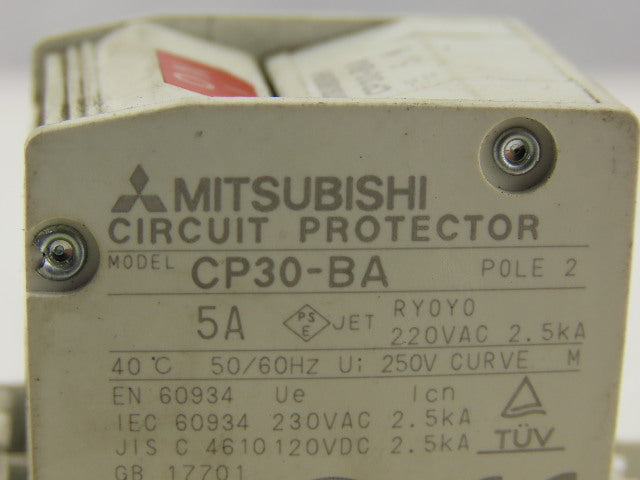 MITSUBISHI
CIRCUIT PROTECTOR
MODEL CP30-BA POLE 2
5A PS E JET RYOYO
220VAC 2.5kA
40°C 50/60Hz Ui 250V CURVE M
EN 60934 Ue Icn
IEC 60934 230VAC 2.5kA
JIS C 4610 120VDC 2.5kA TÜV
GB 17701